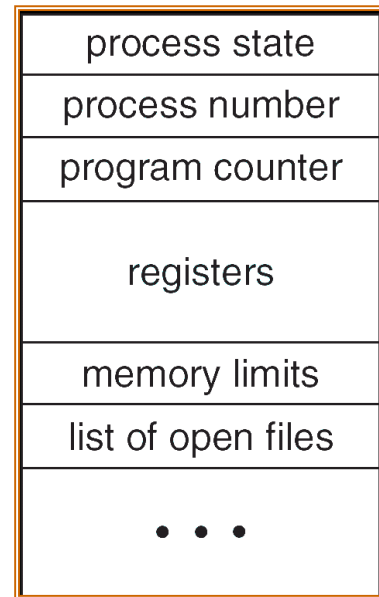 process state
process number
program counter
registers
memory limits
list of open files
• • •